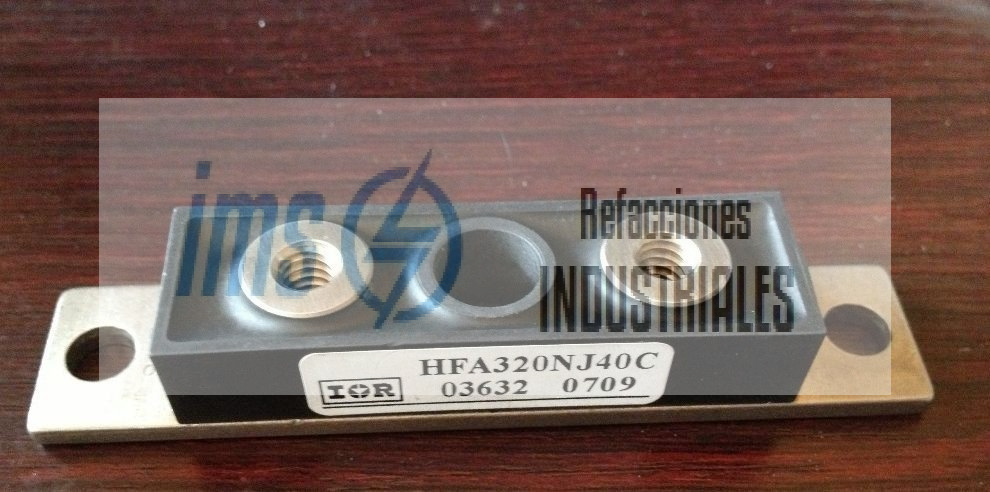 ims
Refacciones
INDUSTRIALES
HFA320NJ40C
IOR
03632 0709